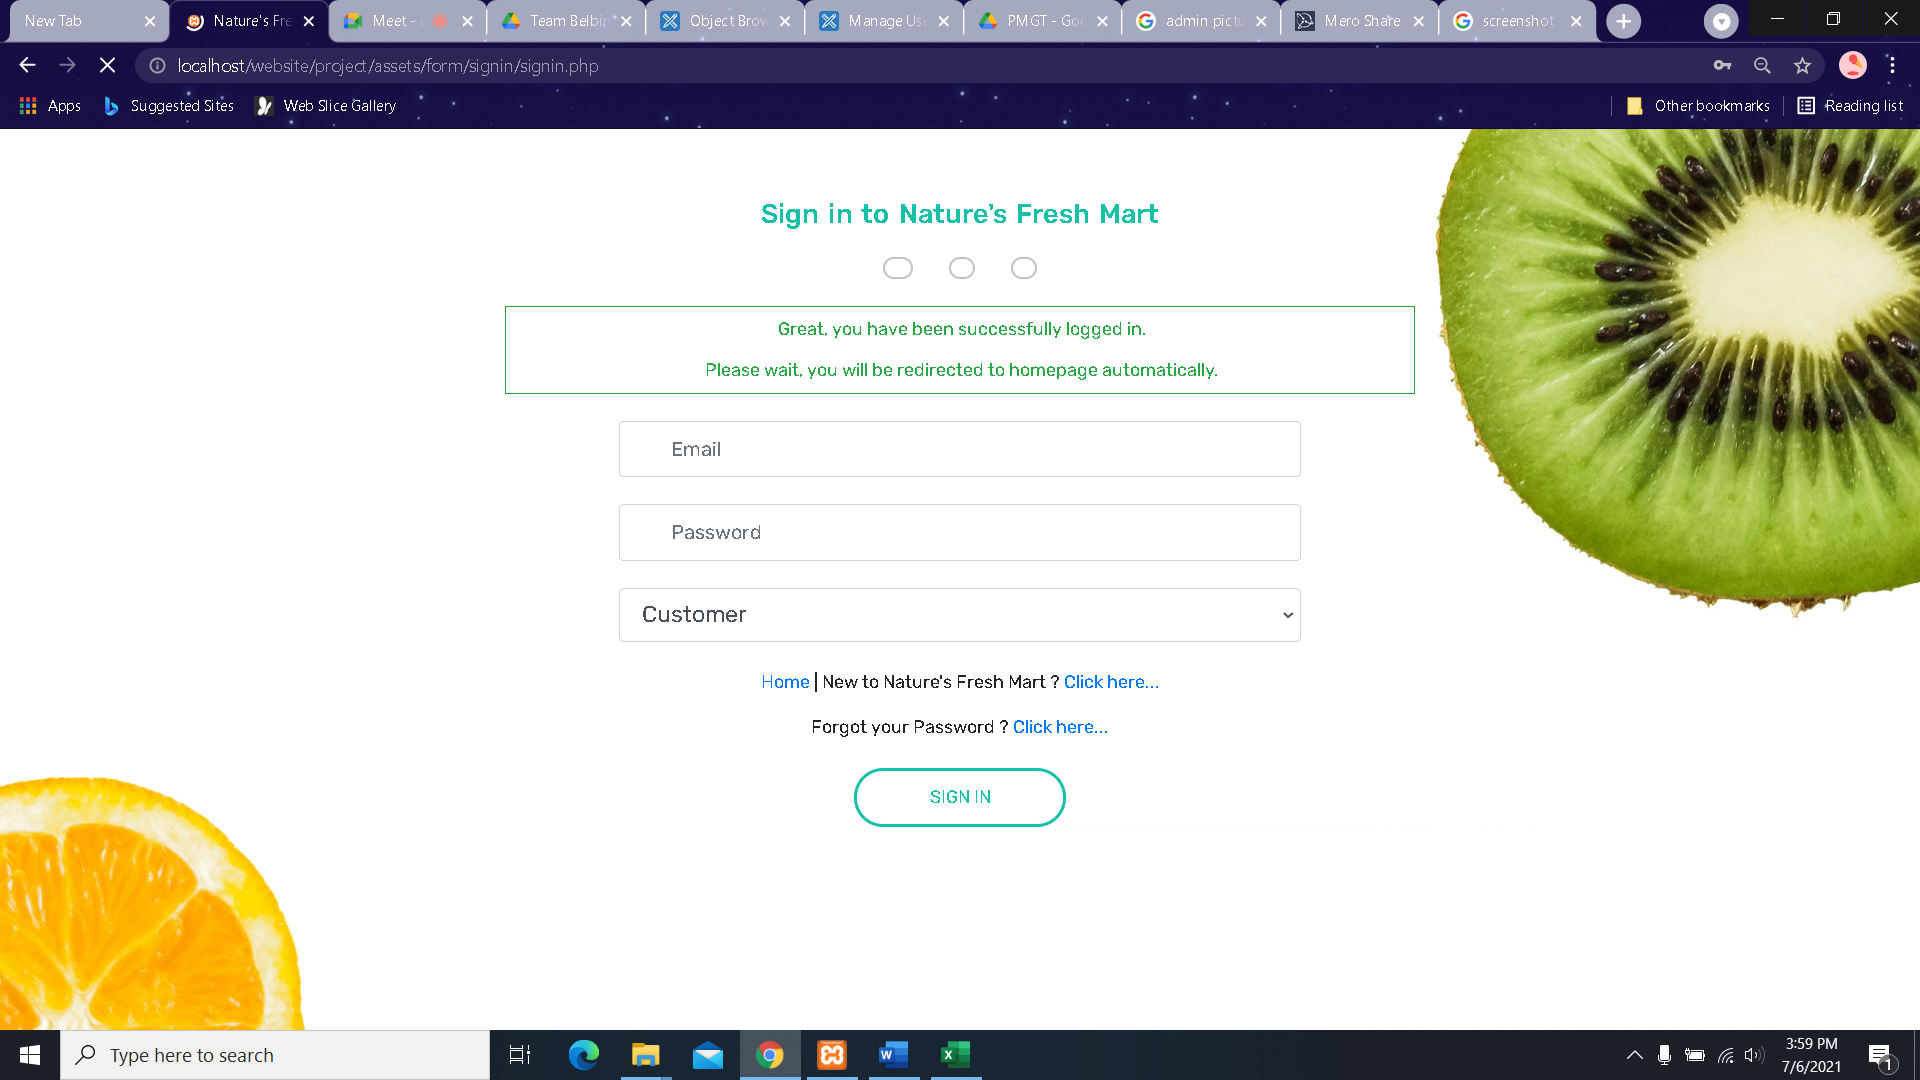 New Tab
Nature's Fre
Meet -
Team Belbi
Object Brow
Manage Use
PMGT - Goo
admin pictu
Mero Share
screenshot
localhost/website/project/assets/form/signin/signin.php
Apps
Suggested Sites
Web Slice Gallery
Other bookmarks
Reading list
Sign in to Nature's Fresh Mart
Great, you have been successfully logged in.
Please wait, you will be redirected to homepage automatically.
Email
Password
Customer
Home | New to Nature's Fresh Mart ? Click here...
Forgot your Password ? Click here...
SIGN IN
Type here to search
3:59 PM
7/6/2021
1